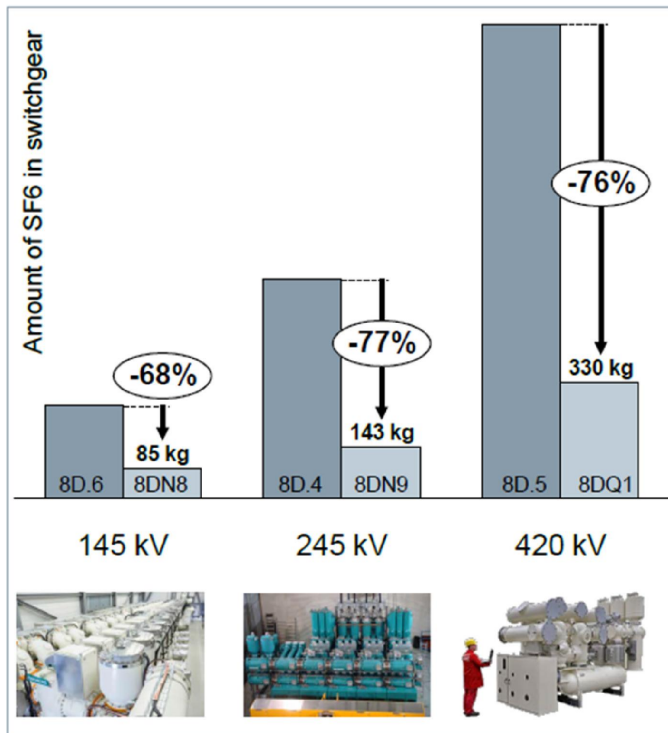 Amount of SF6 in switchgear
-68%
85 kg
8D.6
8DN8
145 kV
-77%
143 kg
8D.4
8DN9
245 kV
-76%
330 kg
8D.5
8DQ1
420 kV